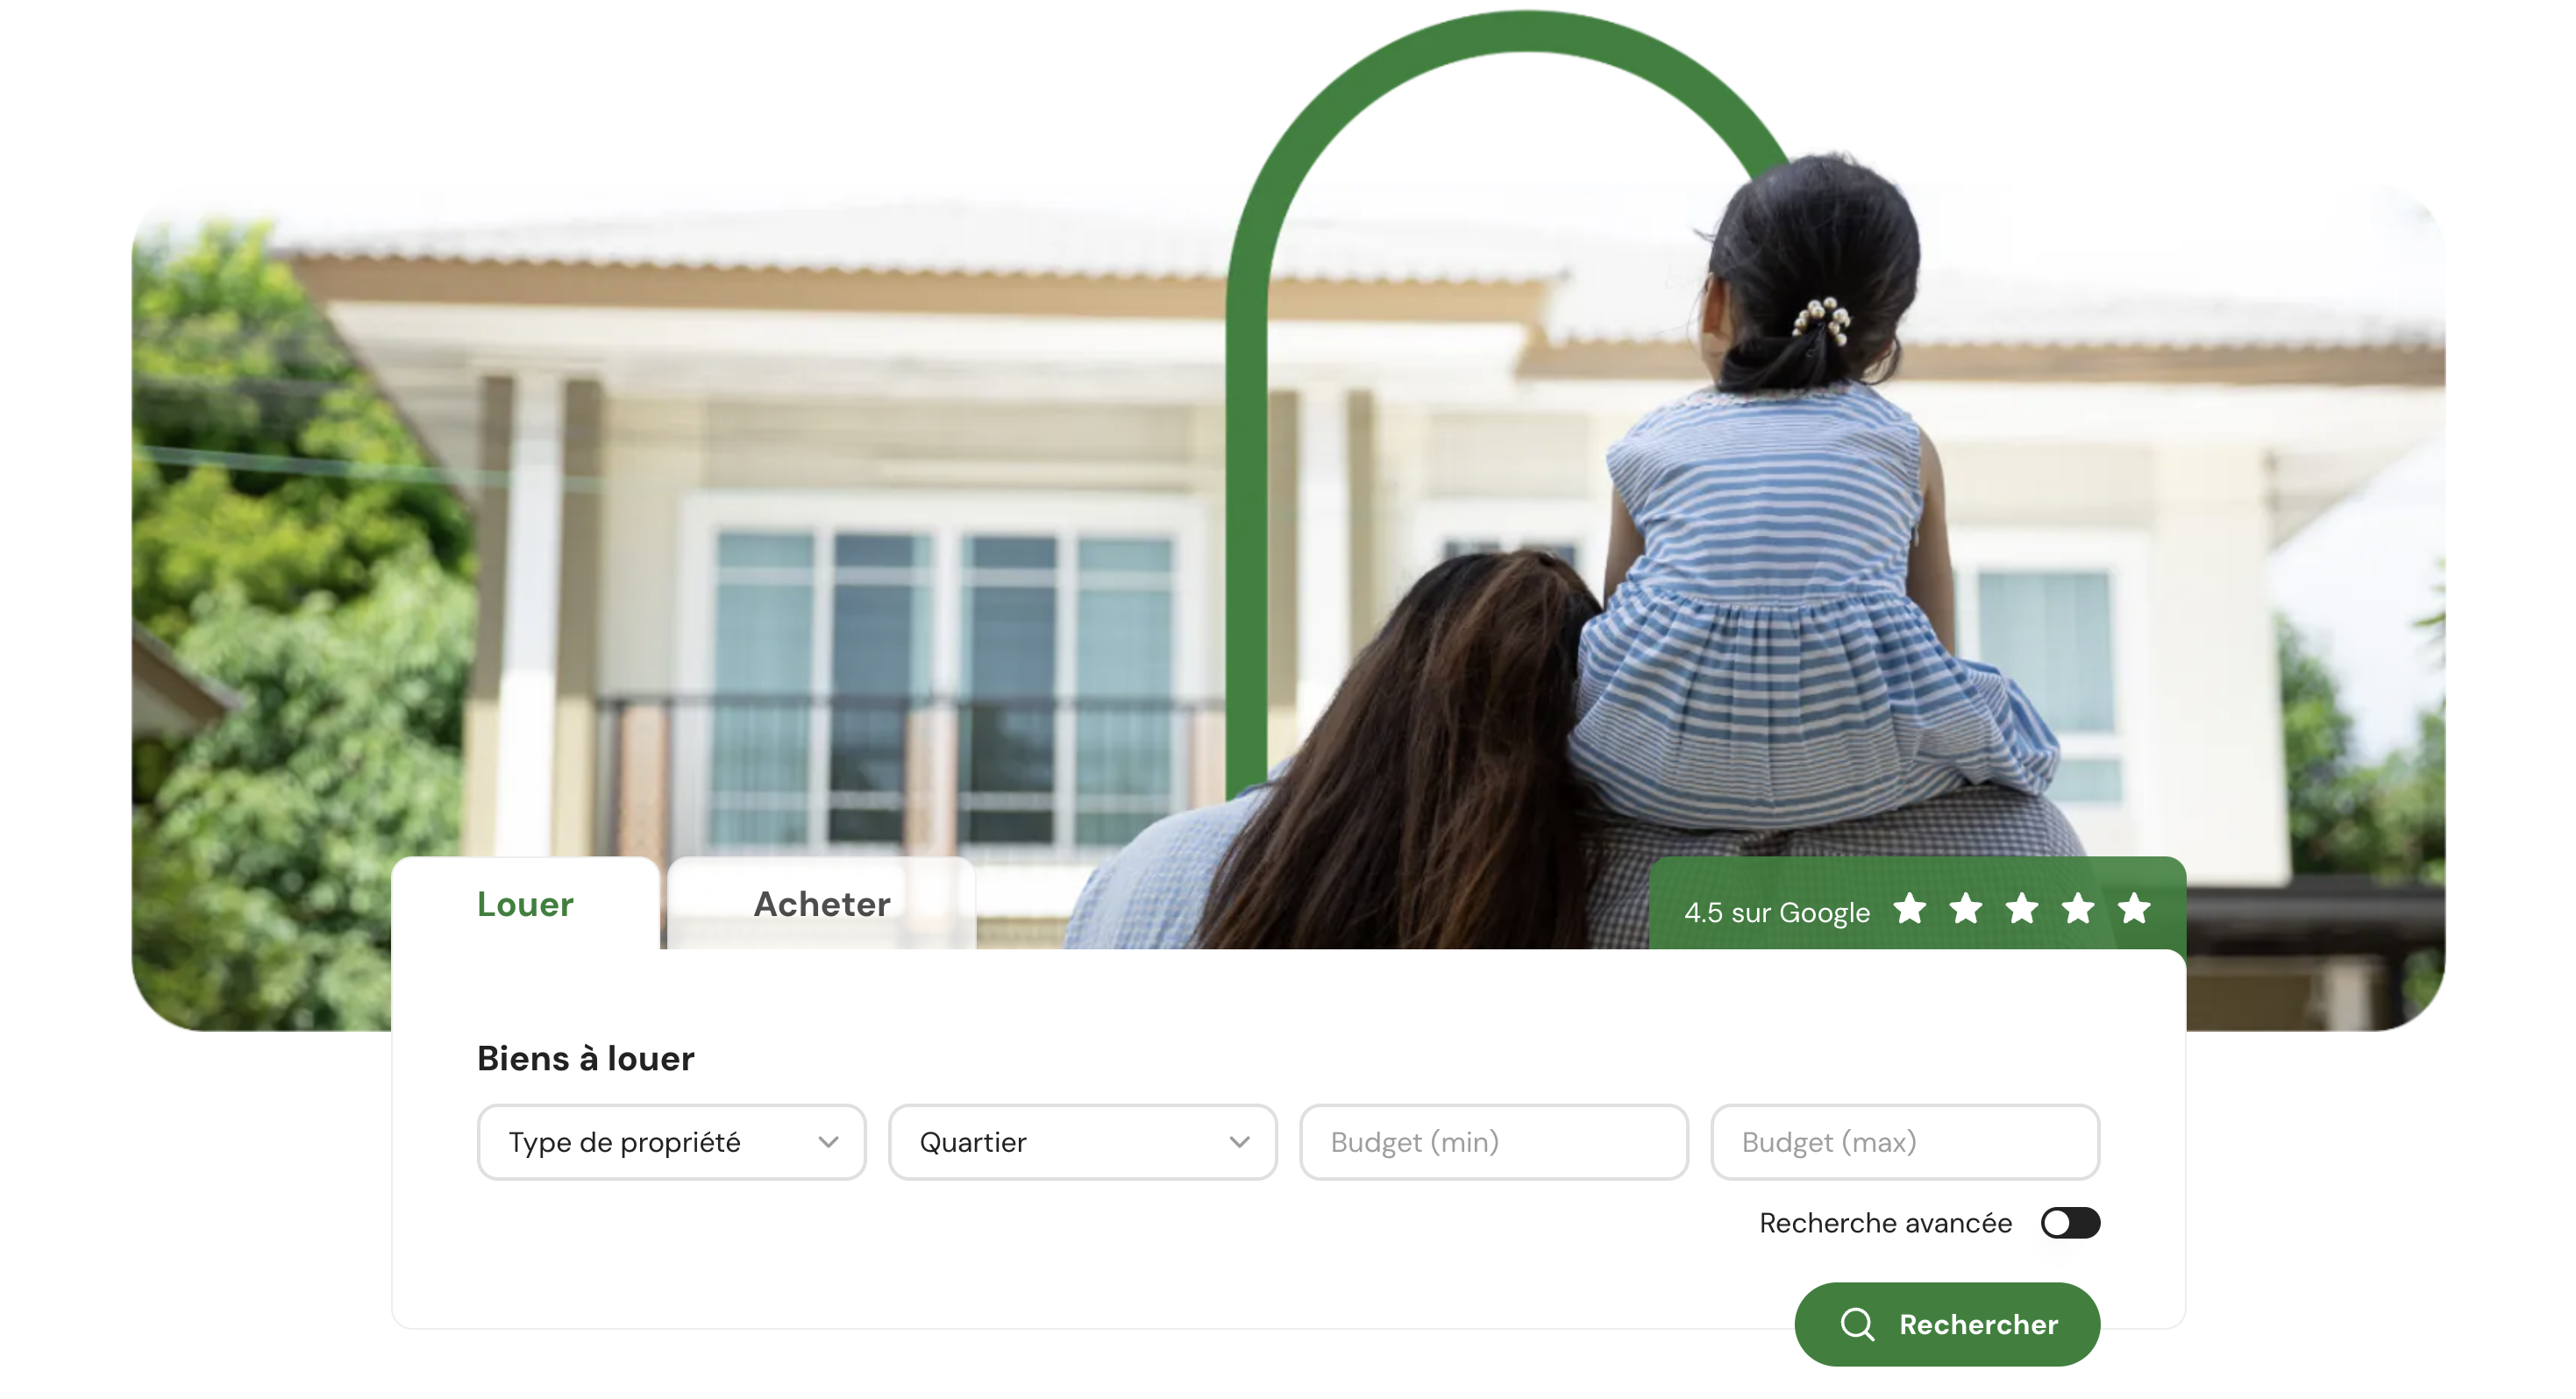 Louer
Acheter
4.5 sur Google
Biens à louer
Type de propriété
Quartier
Budget (min)
Budget (max)
Recherche avancée
Rechercher